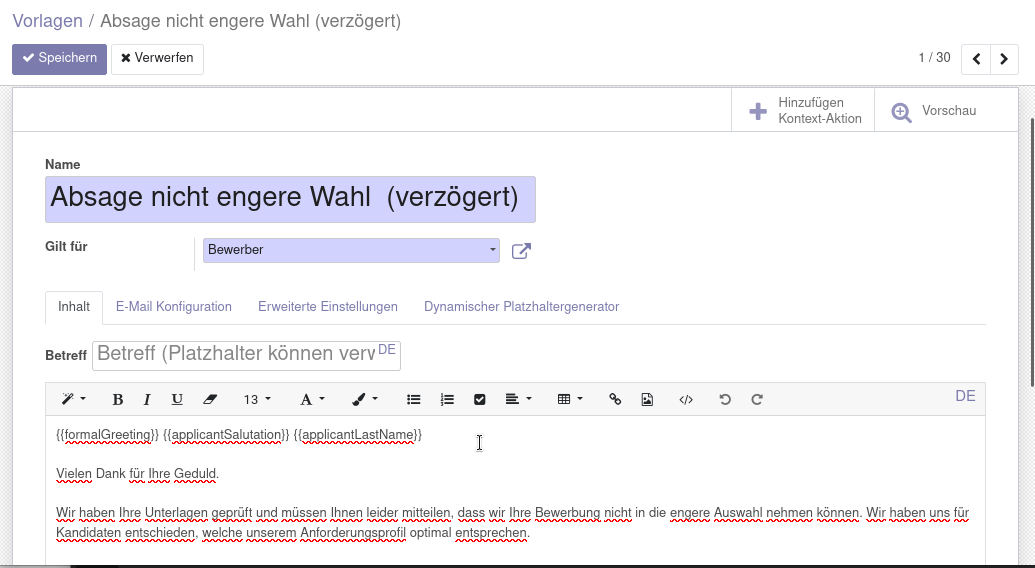 Vorlagen / Absage nicht engere Wahl (verzögert)
Speichern Verwerfen 1 / 30
Hinzufügen
Kontext-Aktion
Vorschau
Name
Absage nicht engere Wahl  (verzögert)
Gilt für Bewerber
Inhalt E-Mail Konfiguration Erweiterte Einstellungen Dynamischer Platzhaltergenerator
Betreff Betreff (Platzhalter können verw DE
B I U 13 A </> DE
{{formalGreeting}} {{applicantSalutation}} {{applicantLastName}}
Vielen Dank für Ihre Geduld.
Wir haben Ihre Unterlagen geprüft und müssen Ihnen leider mitteilen, dass wir Ihre Bewerbung nicht in die engere Auswahl nehmen können. Wir haben uns für
Kandidaten entschieden, welche unserem Anforderungsprofil optimal entsprechen.